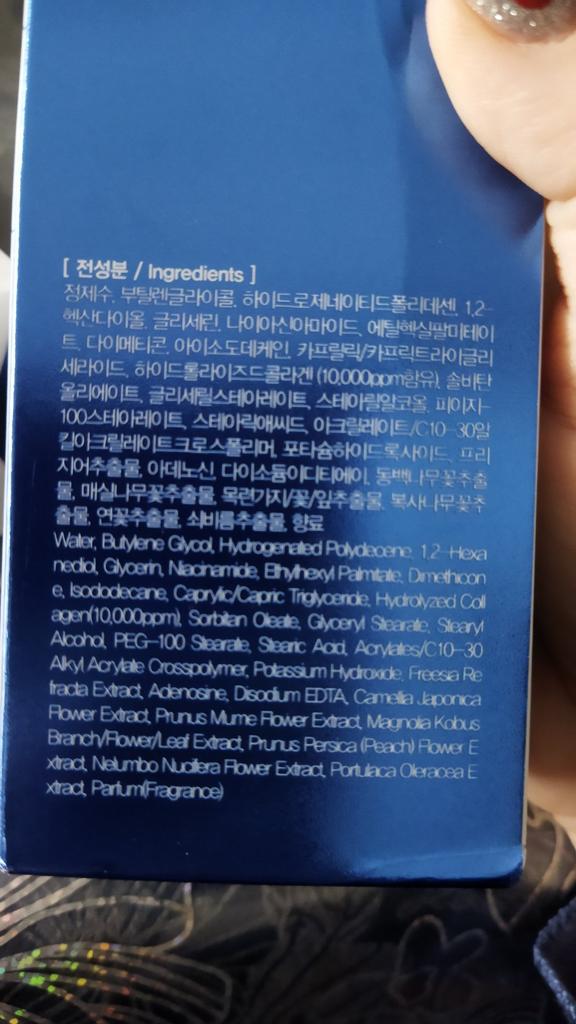 [ 전성분 / Ingredients ]
정제수, 부틸렌글라이콜, 하이드로제네이티드폴리데센, 1,2-
헥산다이올, 글리세린, 나이아신아마이드, 에틸헥실팔미테이
트, 다이메티콘, 아이소도데케인, 카프릴릭/카프릭트라이글리
세라이드, 하이드롤라이즈드콜라겐 (10,000ppm함유), 솔비탄
올리에이트, 글리세릴스테아레이트, 스테아릴알코올, 피이지-
100스테아레이트, 스테아릭애씨드, 아크릴레이트/C10-30알
킬아크릴레이트크로스폴리머, 포타슘하이드록사이드, 프리
지어추출물, 아데노신, 다이소듐이디티에이, 동백나무꽃추출
물, 매실나무꽃추출물, 목련가지/꽃/잎추출물, 복사나무꽃추
출물, 연꽃추출물, 쇠비름추출물, 향료
Water, Butylene Glycol, Hydrogenated Polydecene, 1,2-Hexa
nediol, Glycerin, Niacinamide, Ethylhexyl Palmitate, Dimethicon
e, Isododecane, Caprylic/Capric Triglyceride, Hydrolyzed Coll
agen(10,000ppm), Sorbitan Oleate, Glyceryl Stearate, Stearyl
Alcohol, PEG-100 Stearate, Stearic Acid, Acrylates/C10-30
Alkyl Acrylate Crosspolymer, Potassium Hydroxide, Freesia Re
fracta Extract, Adenosine, Disodium EDTA, Camellia Japonica
Flower Extract, Prunus Mume Flower Extract, Magnolia Kobus
Branch/Flower/Leaf Extract, Prunus Persica (Peach) Flower E
xtract, Nelumbo Nucifera Flower Extract, Portulaca Oleracea E
xtract, Parfum(Fragrance)